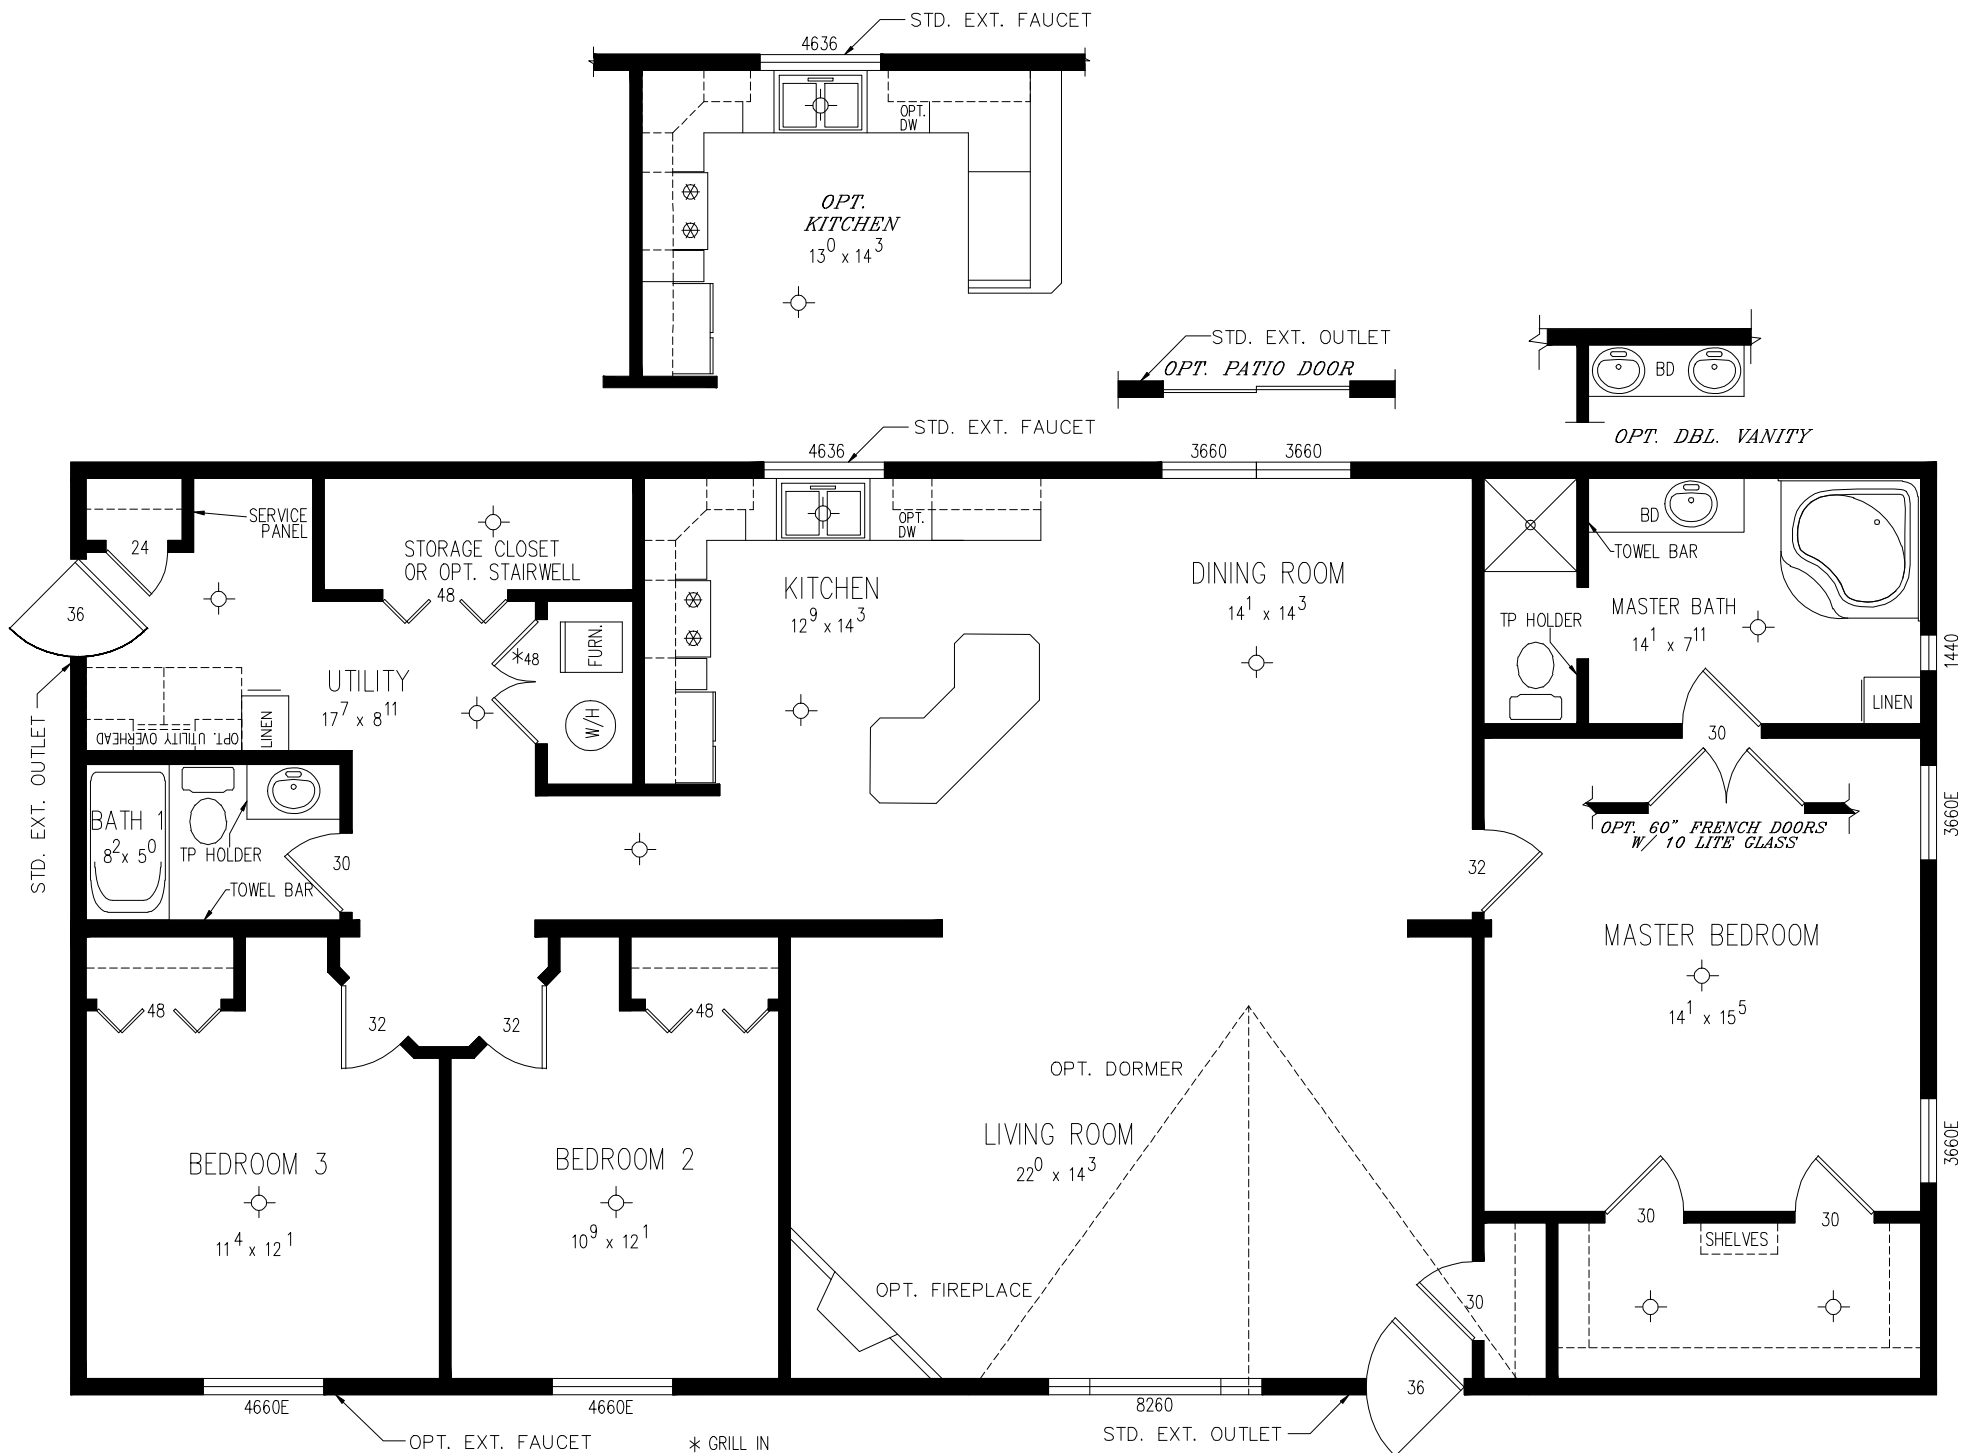 STD. EXT. FAUCET
4636
OPT.
DW
OPT.
KITCHEN
13⁰ x 14³
STD. EXT. OUTLET
OPT. PATIO DOOR
BD
OPT. DBL. VANITY
STD. EXT. FAUCET
4636
3660 3660
SERVICE
PANEL
24
36
STORAGE CLOSET
OR OPT. STAIRWELL
48
*48
FURN.
W/H
UTILITY
17⁷ x 8¹¹
LINEN
OPT. UTILITY OVERHEAD
STD. EXT. OUTLET
OPT.
DW
KITCHEN
12⁹ x 14³
DINING ROOM
14¹ x 14³
BD
TOWEL BAR
TP HOLDER
MASTER BATH
14¹ x 7¹¹
1440
LINEN
30
BATH 1
8² x 5⁰
TP HOLDER
TOWEL BAR
30
OPT. 60" FRENCH DOORS
W/ 10 LITE GLASS
3660E
32
MASTER BEDROOM
14¹ x 15⁵
48
32
32
48
OPT. DORMER
LIVING ROOM
22⁰ x 14³
BEDROOM 3
11⁴ x 12¹
BEDROOM 2
10⁹ x 12¹
3660E
30
30
SHELVES
OPT. FIREPLACE
30
36
4660E
4660E
8260
STD. EXT. OUTLET
OPT. EXT. FAUCET
* GRILL IN